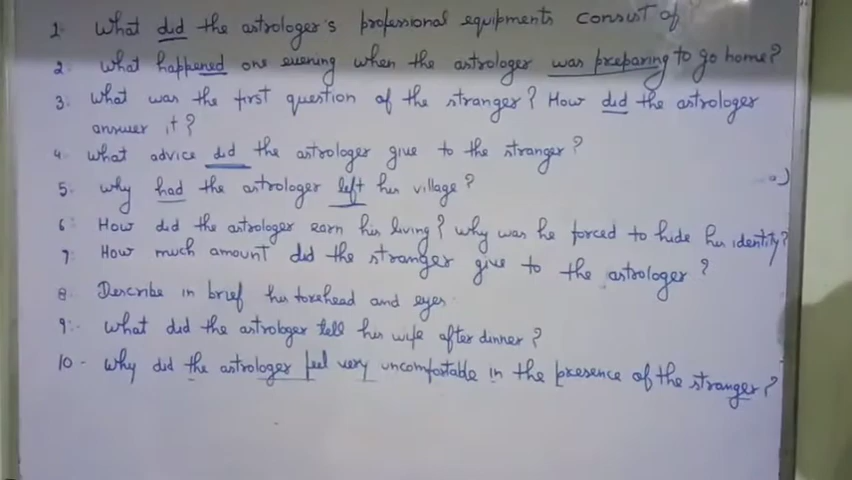 1. What did the astrologer's professional equipments consist of
2. what happened one evening when the astrologer was preparing to go home?
3. what was the first question of the stranger? How did the astrologer
answer it?
4. what advice did the astrologer give to the stranger?
5. why had the astrologer left his village?
6. How did the astrologer earn his living? why was he forced to hide his identity?
7. How much amount did the stranger give to the astrologer?
8. Describe in brief his forehead and eyes.
9. what did the astrologer tell his wife after dinner?
10 - why did the astrologer feel very uncomfortable in the presence of the stranger?